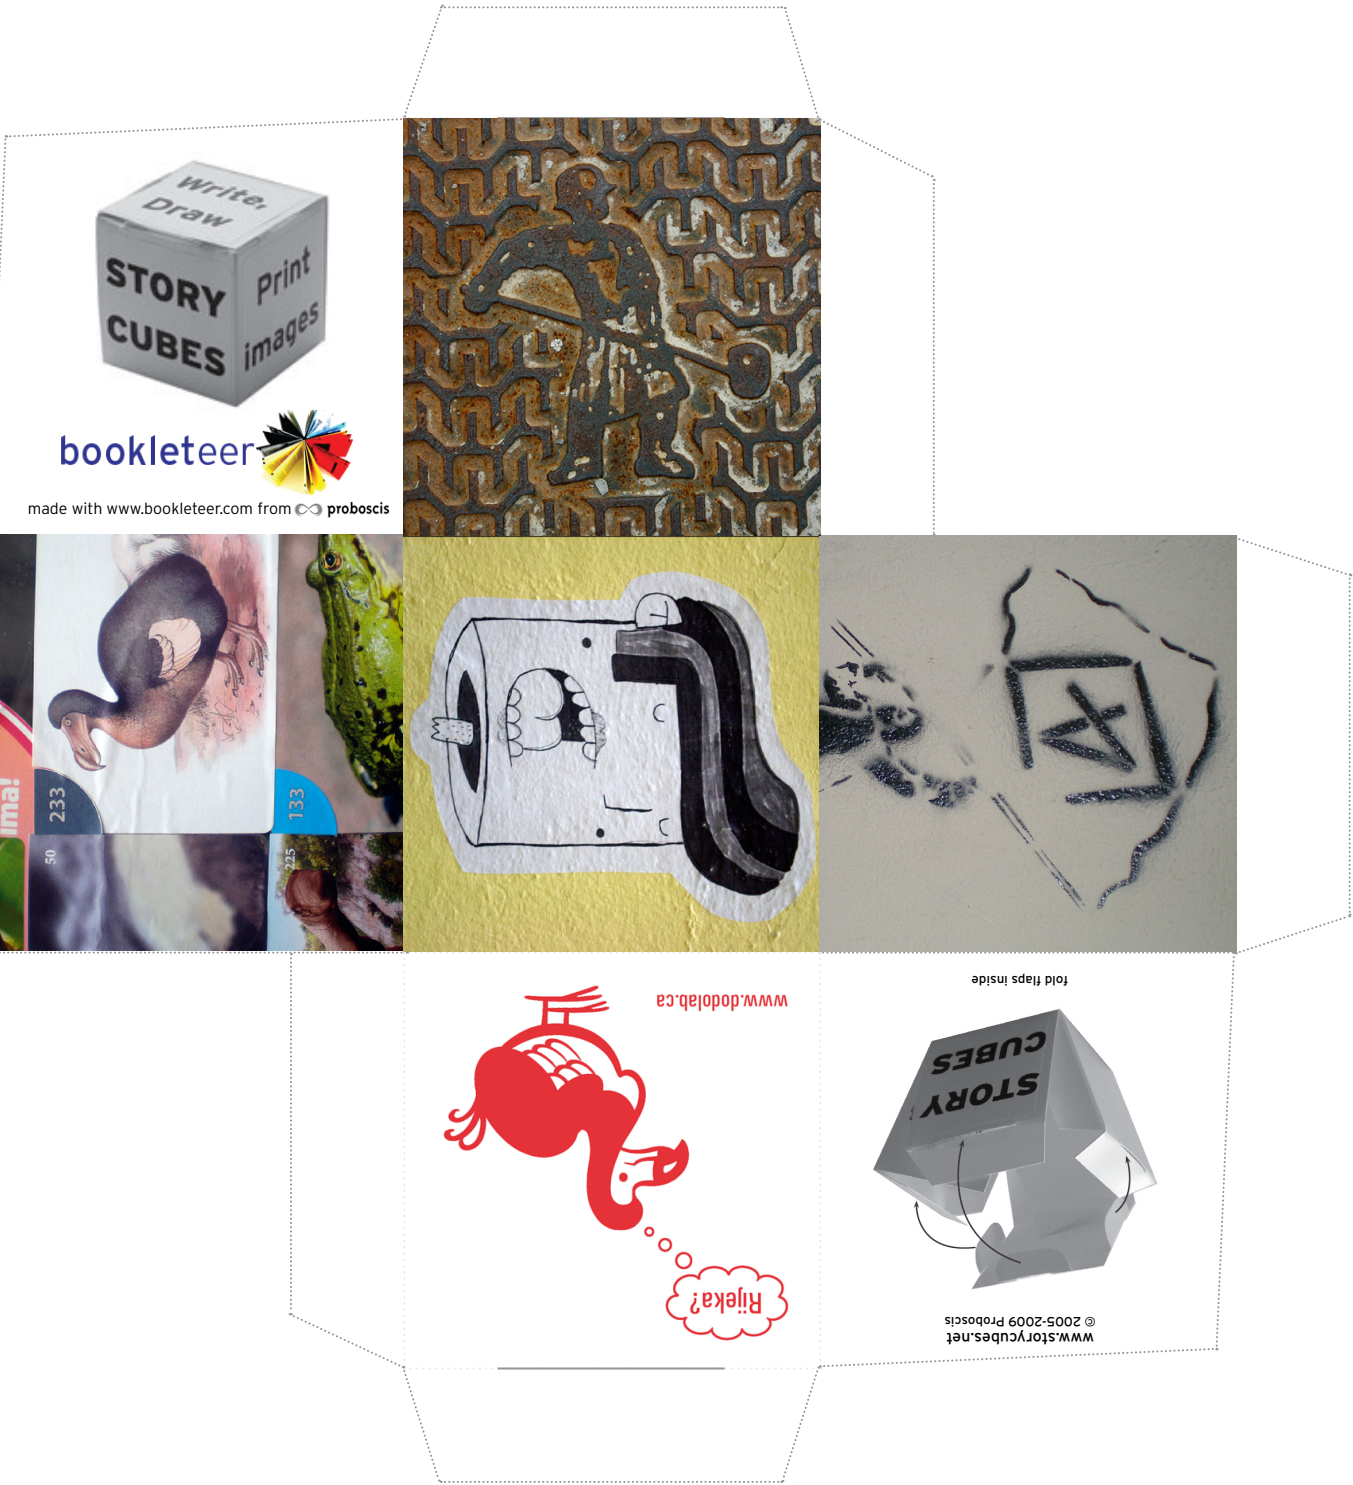 Write,
Draw
STORY
CUBES
Print
images
bookleteer
made with www.bookleteer.com from proboscis
ima!
233
133
50
225
fold flaps inside
STORY
CUBES
www.dodolab.ca
Rijeka?
© 2005-2009 Proboscis
www.storycubes.net